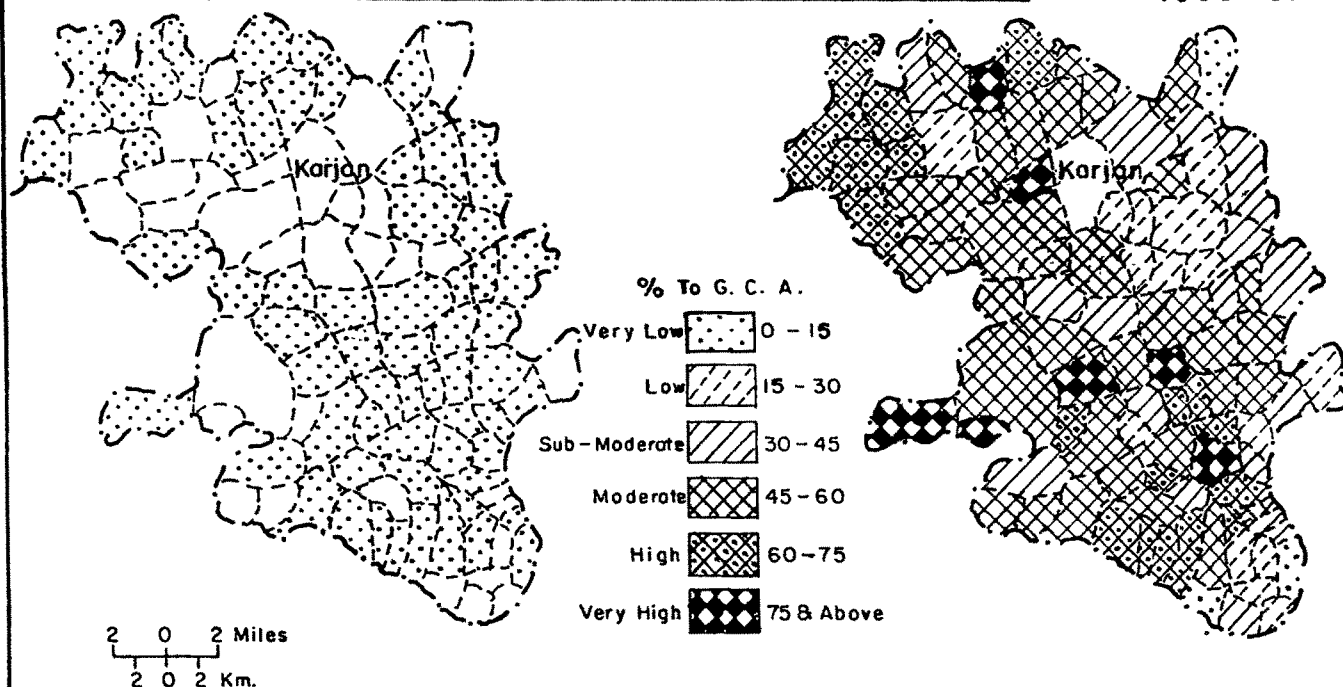 Karjan
Karjan
% To G. C. A.
Very Low 0 - 15
Low 15 - 30
Sub-Moderate 30 - 45
Moderate 45 - 60
High 60 - 75
Very High 75 & Above
2 0 2 Miles
2 0 2 Km.